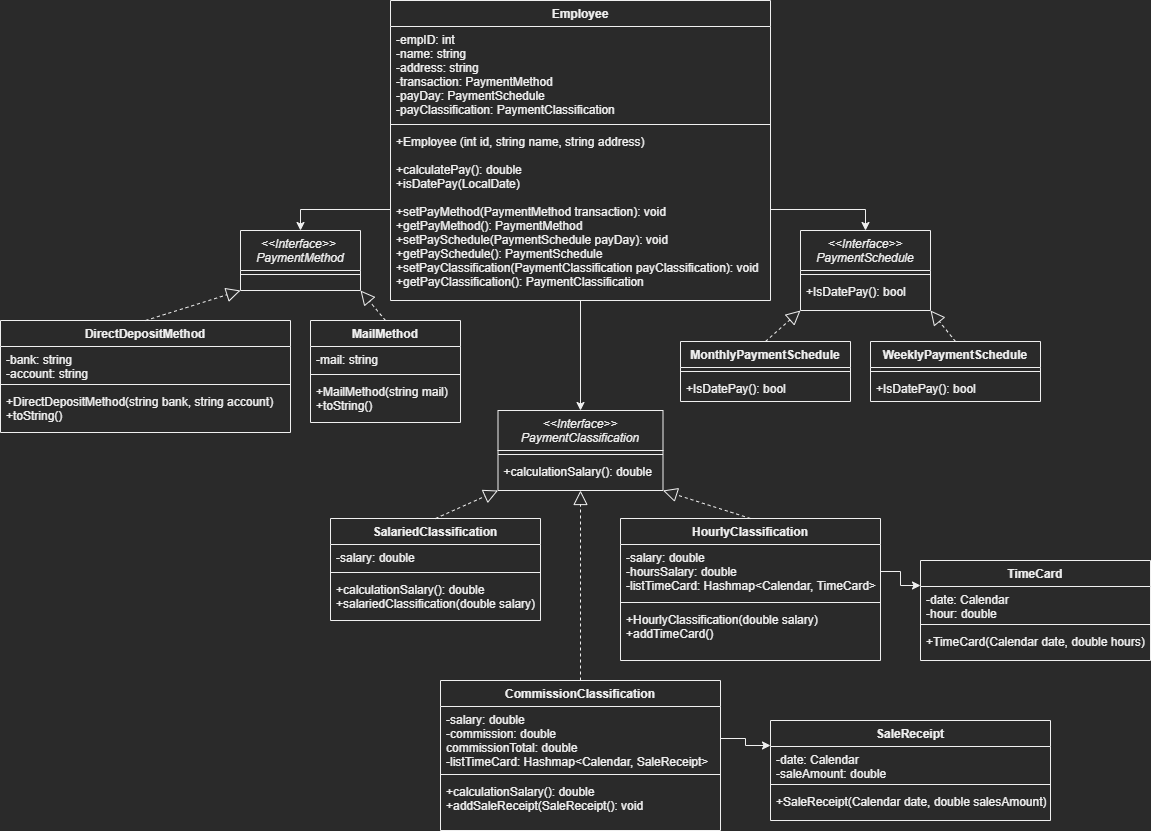 Employee
-empID: int
-name: string
-address: string
-transaction: PaymentMethod
-payDay: PaymentSchedule
-payClassification: PaymentClassification
+Employee (int id, string name, string address)
+calculatePay(): double
+isDatePay(LocalDate)
+setPayMethod(PaymentMethod transaction): void
+getPayMethod(): PaymentMethod
+setPaySchedule(PaymentSchedule payDay): void
+getPaySchedule(): PaymentSchedule
+setPayClassification(PaymentClassification payClassification): void
+getPayClassification(): PaymentClassification
<<Interface>>
PaymentMethod
<<Interface>>
PaymentSchedule
+IsDatePay(): bool
DirectDepositMethod
-bank: string
-account: string
+DirectDepositMethod(string bank, string account)
+toString()
MailMethod
-mail: string
+MailMethod(string mail)
+toString()
MonthlyPaymentSchedule
+IsDatePay(): bool
WeeklyPaymentSchedule
+IsDatePay(): bool
<<Interface>>
PaymentClassification
+calculationSalary(): double
SalariedClassification
-salary: double
+calculationSalary(): double
+salariedClassification(double salary)
HourlyClassification
-salary: double
-hoursSalary: double
-listTimeCard: Hashmap<Calendar, TimeCard>
+HourlyClassification(double salary)
+addTimeCard()
TimeCard
-date: Calendar
-hour: double
+TimeCard(Calendar date, double hours)
CommissionClassification
-salary: double
-commission: double
commissionTotal: double
-listTimeCard: Hashmap<Calendar, SaleReceipt>
+calculationSalary(): double
+addSaleReceipt(SaleReceipt(): void
SaleReceipt
-date: Calendar
-saleAmount: double
+SaleReceipt(Calendar date, double salesAmount)